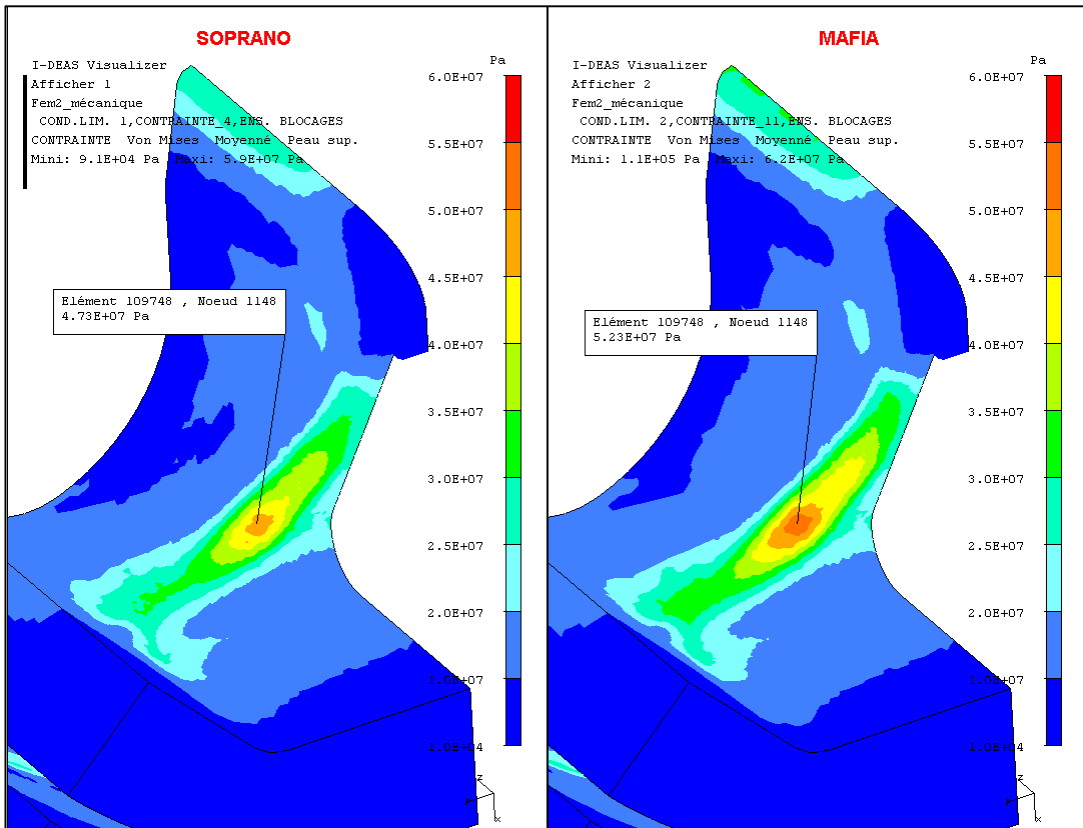 SOPRANO
I-DEAS Visualizer
Afficher 1
Fem2_mécanique
COND.LIM. 1,CONTRAINTE_4,ENS. BLOCAGES
CONTRAINTE Von Mises Moyenné Peau sup.
Mini: 9.1E+04 Pa Maxi: 5.9E+07 Pa
Pa
6.0E+07
5.5E+07
5.0E+07
4.5E+07
4.0E+07
3.5E+07
3.0E+07
2.5E+07
2.0E+07
1.0E+07
1.0E+04
Elément 109748 , Noeud 1148
4.73E+07 Pa
MAFIA
I-DEAS Visualizer
Afficher 2
Fem2_mécanique
COND.LIM. 2,CONTRAINTE_11,ENS. BLOCAGES
CONTRAINTE Von Mises Moyenné Peau sup.
Mini: 1.1E+05 Pa Maxi: 6.2E+07 Pa
Pa
6.0E+07
5.5E+07
5.0E+07
4.5E+07
4.0E+07
3.5E+07
3.0E+07
2.5E+07
2.0E+07
1.0E+07
1.0E+04
Elément 109748 , Noeud 1148
5.23E+07 Pa